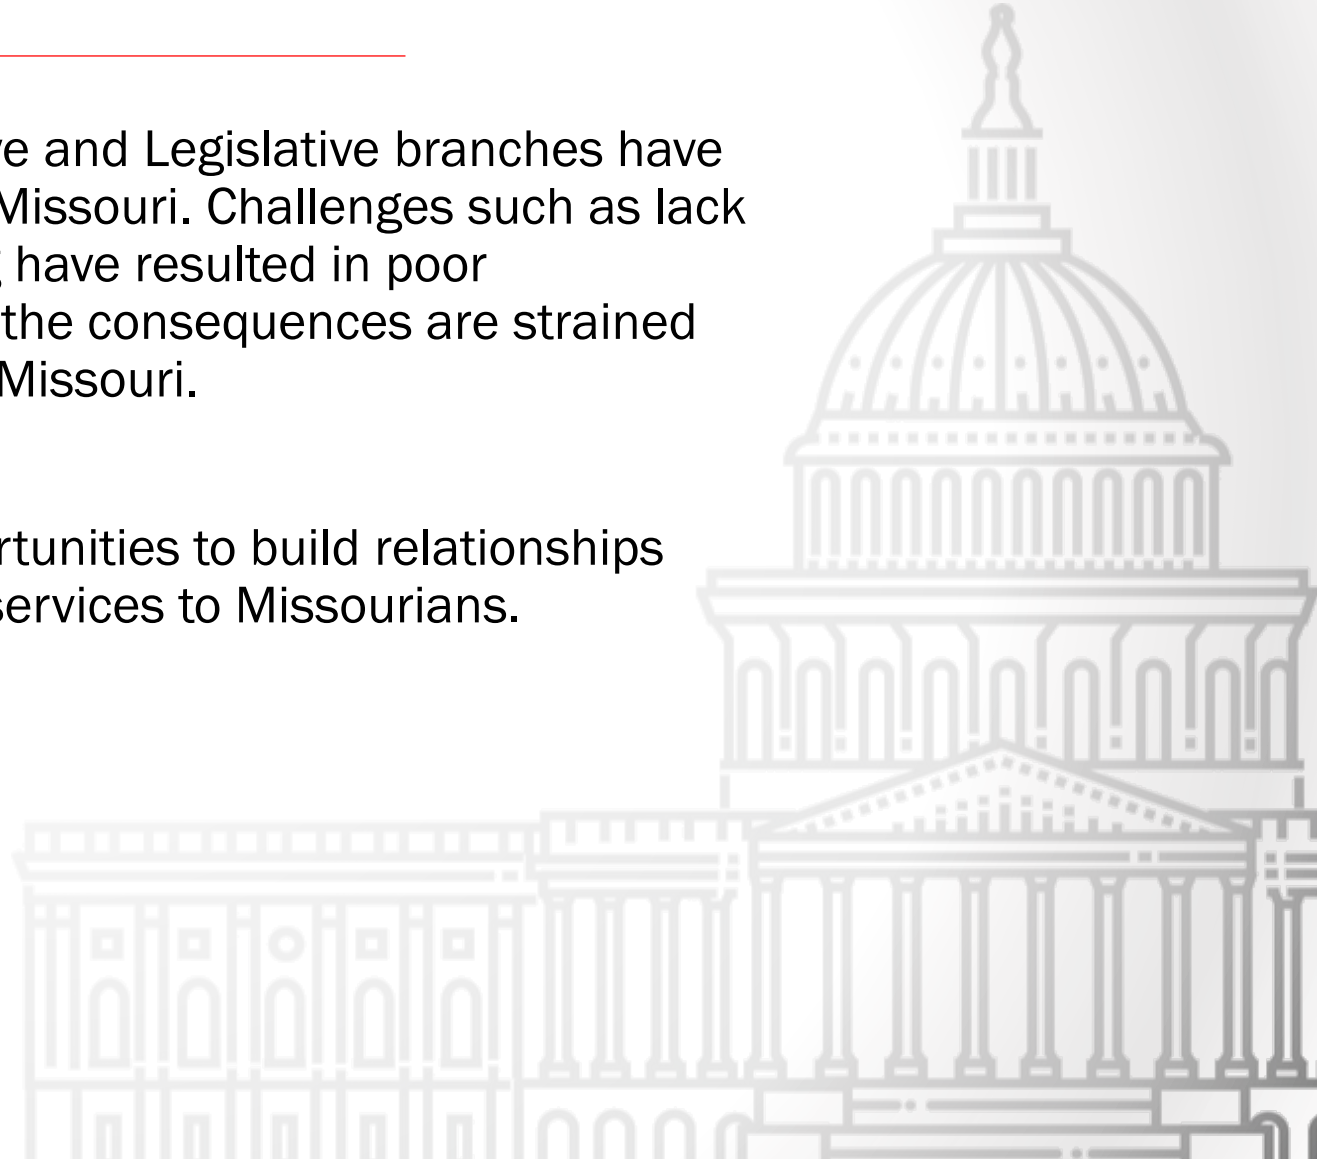 ve and Legislative branches have
Missouri. Challenges such as lack
g have resulted in poor
the consequences are strained
Missouri.
rtunities to build relationships
services to Missourians.